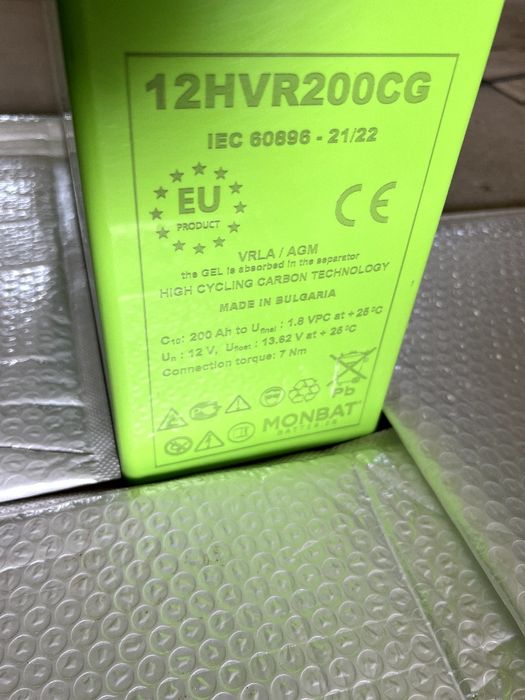 12HVR200CG
IEC 60896 - 21/22
EU
PRODUCT
CE
VRLA / AGM
the GEL is absorbed in the separator
HIGH CYCLING CARBON TECHNOLOGY
MADE IN BULGARIA
C10: 200 Ah to Ufinal : 1.8 VPC at +25 °C
Un : 12 V, Ufloat : 13.62 V at + 25 °C
Connection torque: 7 Nm
Pb
MONBAT
BATTERIES